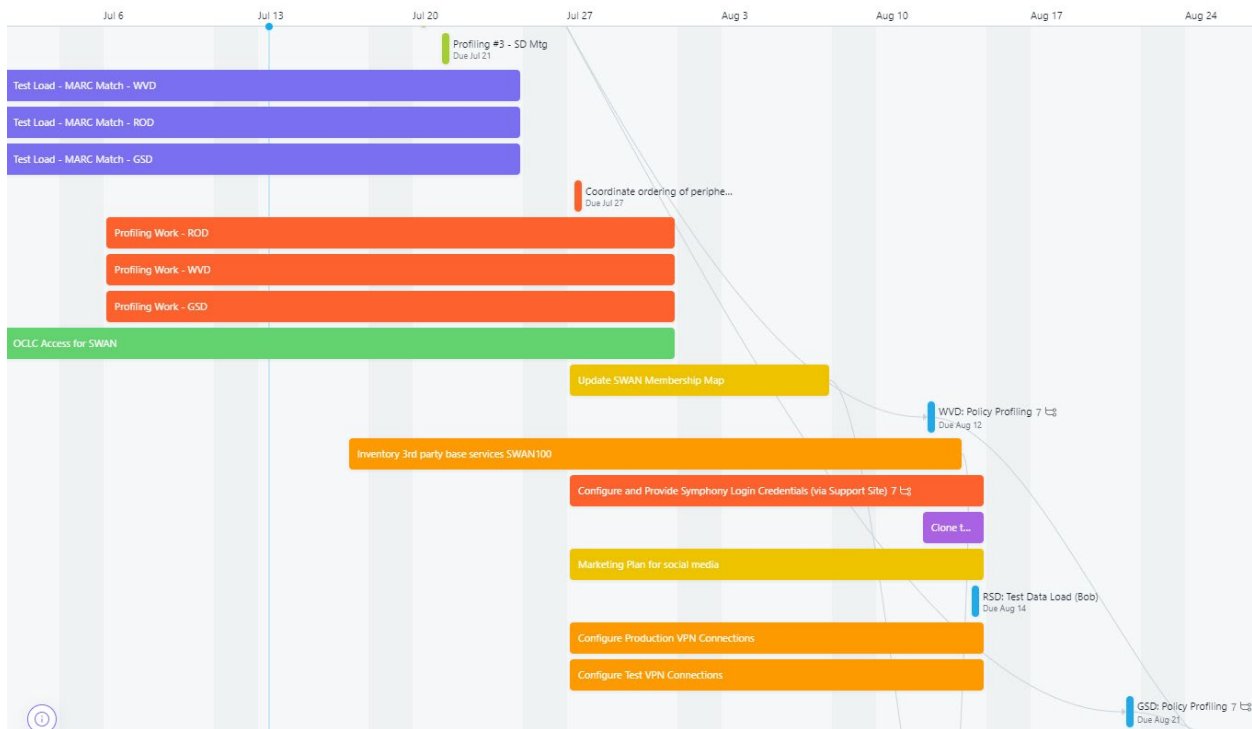 Jul 6 Jul 13 Jul 20 Jul 27 Aug 3 Aug 10 Aug 17 Aug 24
Profiling #3 - SD Mtg
Due Jul 21
Test Load - MARC Match - WVD
Test Load - MARC Match - ROD
Test Load - MARC Match - GSD
Coordinate ordering of periphe...
Due Jul 27
Profiling Work - ROD
Profiling Work - WVD
Profiling Work - GSD
OCLC Access for SWAN
Update SWAN Membership Map
WVD: Policy Profiling 7
Due Aug 12
Inventory 3rd party base services SWAN100
Configure and Provide Symphony Login Credentials (via Support Site) 7
Clone t...
Marketing Plan for social media
RSD: Test Data Load (Bob)
Due Aug 14
Configure Production VPN Connections
Configure Test VPN Connections
GSD: Policy Profiling 7
Due Aug 21